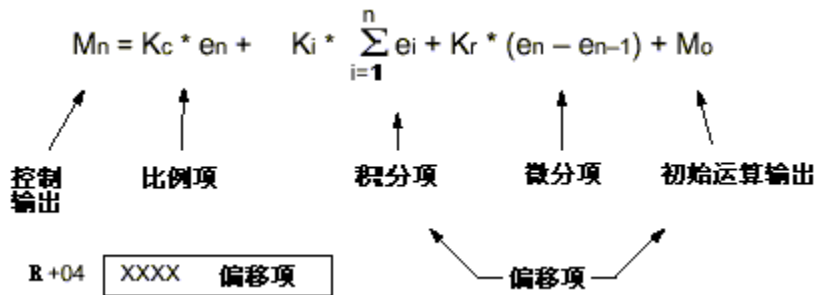 n
Mn = Kc * en + Ki * ∑ ei + Kr * (en – en–1) + Mo
i=1
控制
输出
比例项
积分项
微分项
初始运算输出
R +04 XXXX 偏移项
偏移项